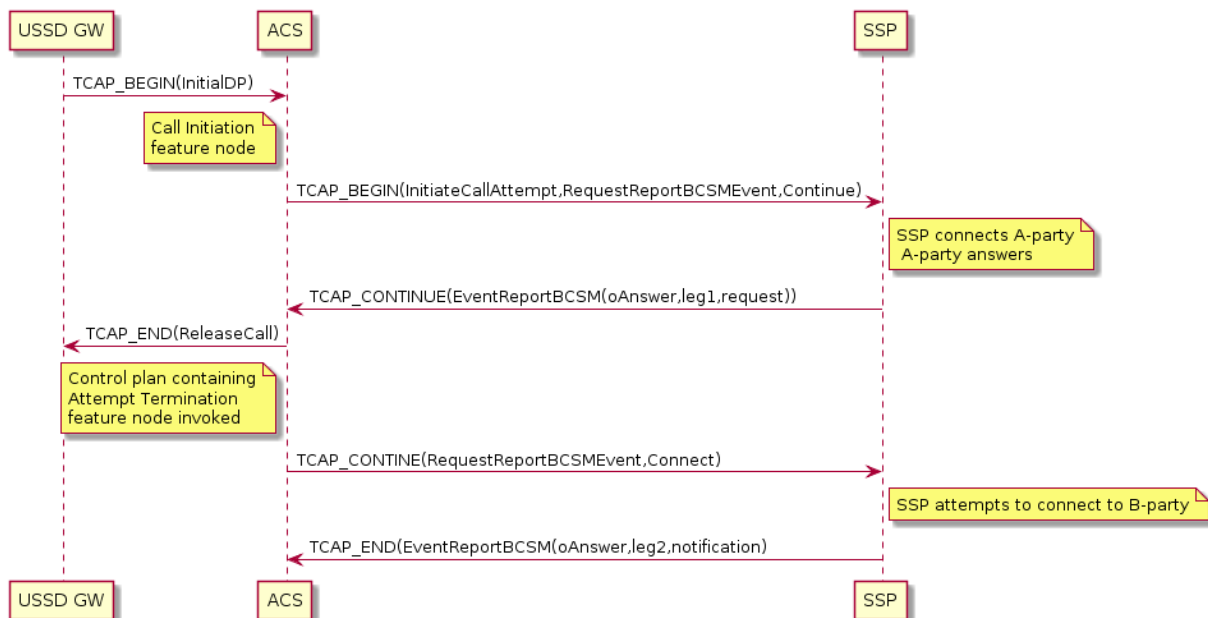 USSD GW
ACS
SSP
TCAP_BEGIN(InitialDP)
Call Initiation
feature node
TCAP_BEGIN(InitiateCallAttempt,RequestReportBCSMEvent,Continue)
SSP connects A-party
A-party answers
TCAP_CONTINUE(EventReportBCSM(oAnswer,leg1,request))
TCAP_END(ReleaseCall)
Control plan containing
Attempt Termination
feature node invoked
TCAP_CONTINE(RequestReportBCSMEvent,Connect)
SSP attempts to connect to B-party
TCAP_END(EventReportBCSM(oAnswer,leg2,notification)
USSD GW
ACS
SSP